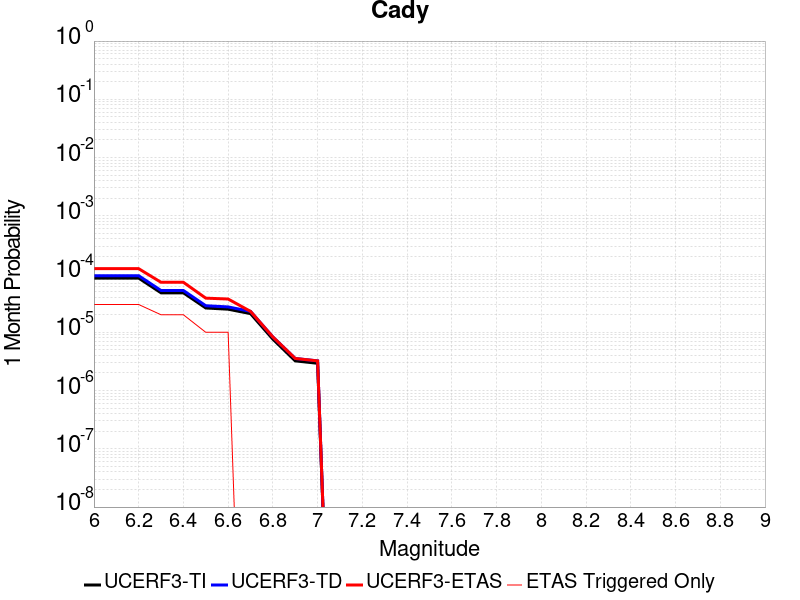 Cady
10^0
10^-1
10^-2
10^-3
10^-4
10^-5
10^-6
10^-7
10^-8
1 Month Probability
6 6.2 6.4 6.6 6.8 7 7.2 7.4 7.6 7.8 8 8.2 8.4 8.6 8.8 9
Magnitude
UCERF3-TI UCERF3-TD UCERF3-ETAS ETAS Triggered Only